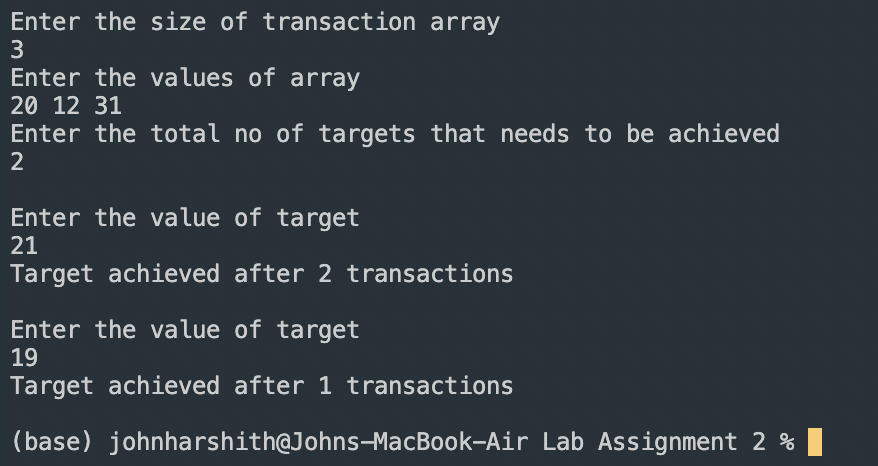 Enter the size of transaction array
3
Enter the values of array
20 12 31
Enter the total no of targets that needs to be achieved
2
Enter the value of target
21
Target achieved after 2 transactions
Enter the value of target
19
Target achieved after 1 transactions
(base) johnharshith@Johns-MacBook-Air Lab Assignment 2 %